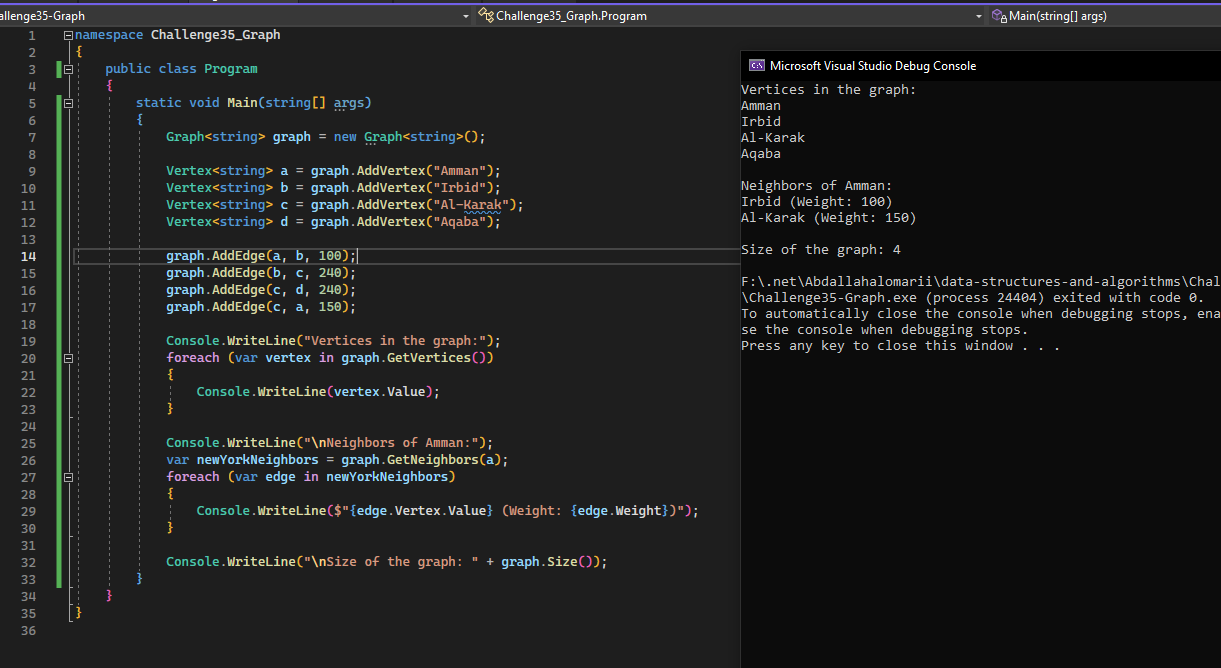 allenge35-Graph
Challenge35_Graph.Program
Main(string[] args)
1 namespace Challenge35_Graph
2 {
3 public class Program
4 {
5 static void Main(string[] args)
6 {
7 Graph<string> graph = new Graph<string>();
8
9 Vertex<string> a = graph.AddVertex("Amman");
10 Vertex<string> b = graph.AddVertex("Irbid");
11 Vertex<string> c = graph.AddVertex("Al-Karak");
12 Vertex<string> d = graph.AddVertex("Aqaba");
13
14 graph.AddEdge(a, b, 100);
15 graph.AddEdge(b, c, 240);
16 graph.AddEdge(c, d, 240);
17 graph.AddEdge(c, a, 150);
18
19 Console.WriteLine("Vertices in the graph:");
20 foreach (var vertex in graph.GetVertices())
21 {
22 Console.WriteLine(vertex.Value);
23 }
24
25 Console.WriteLine("\nNeighbors of Amman:");
26 var newYorkNeighbors = graph.GetNeighbors(a);
27 foreach (var edge in newYorkNeighbors)
28 {
29 Console.WriteLine($"{edge.Vertex.Value} (Weight: {edge.Weight})");
30 }
31
32 Console.WriteLine("\nSize of the graph: " + graph.Size());
33 }
34 }
35 }
36
Microsoft Visual Studio Debug Console
Vertices in the graph:
Amman
Irbid
Al-Karak
Aqaba
Neighbors of Amman:
Irbid (Weight: 100)
Al-Karak (Weight: 150)
Size of the graph: 4
F:\.net\Abdallahalomarii\data-structures-and-algorithms\Chal
\Challenge35-Graph.exe (process 24404) exited with code 0.
To automatically close the console when debugging stops, ena
se the console when debugging stops.
Press any key to close this window . . .